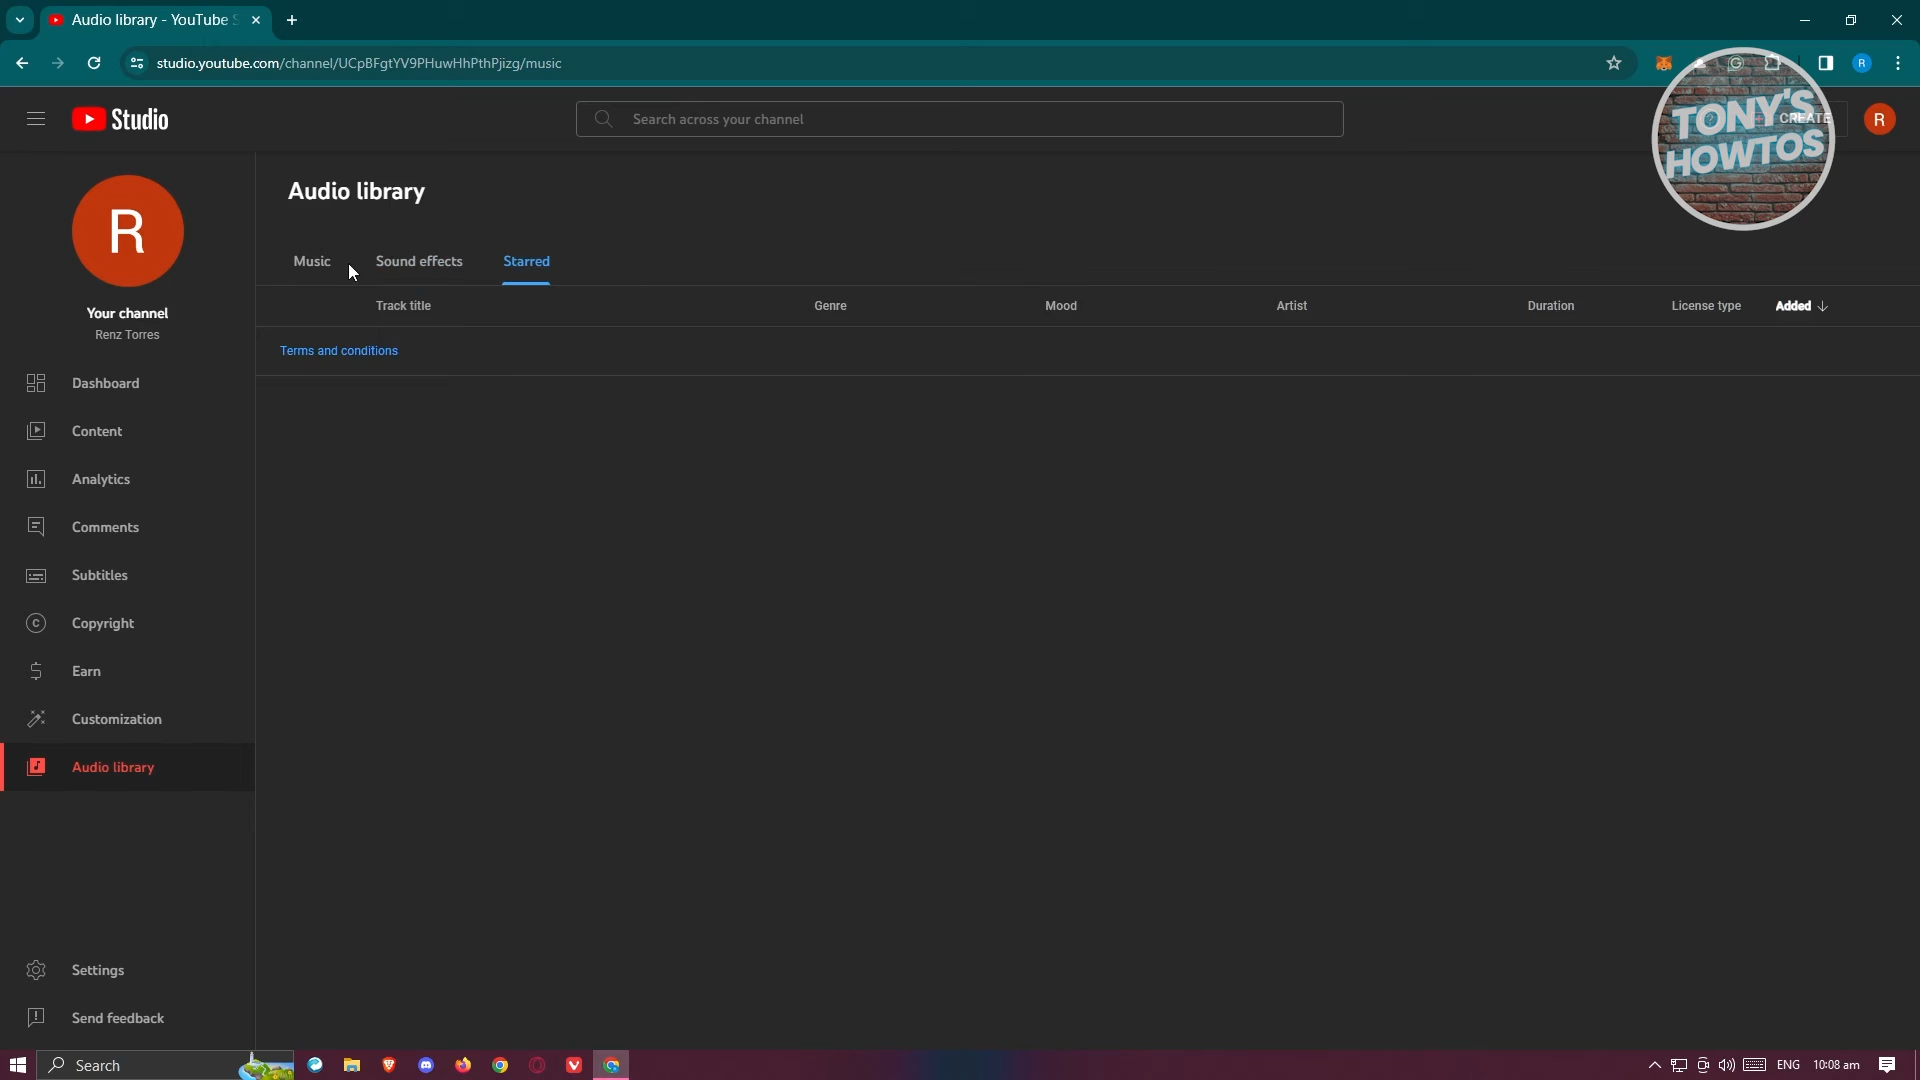 Audio library - YouTube S
studio.youtube.com/channel/UCpBFgtYV9PHuwHhPthPjizg/music
R
Studio
Search across your channel
CREATE
R
TONY'S
HOWTOS
R
Your channel
Renz Torres
Dashboard
Content
Analytics
Comments
Subtitles
Copyright
Earn
Customization
Audio library
Settings
Send feedback
Audio library
Music
Sound effects
Starred
Track title
Genre
Mood
Artist
Duration
License type
Added
Terms and conditions
Search
ENG
10:08 am